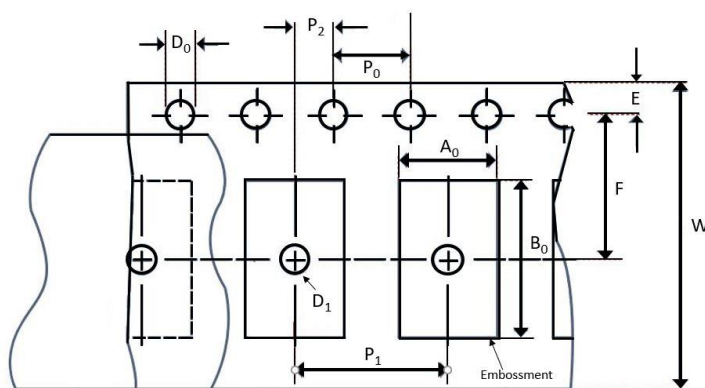 P₂
D₀
P₀
E
A₀
F
W
B₀
D₁
P₁
Embossment